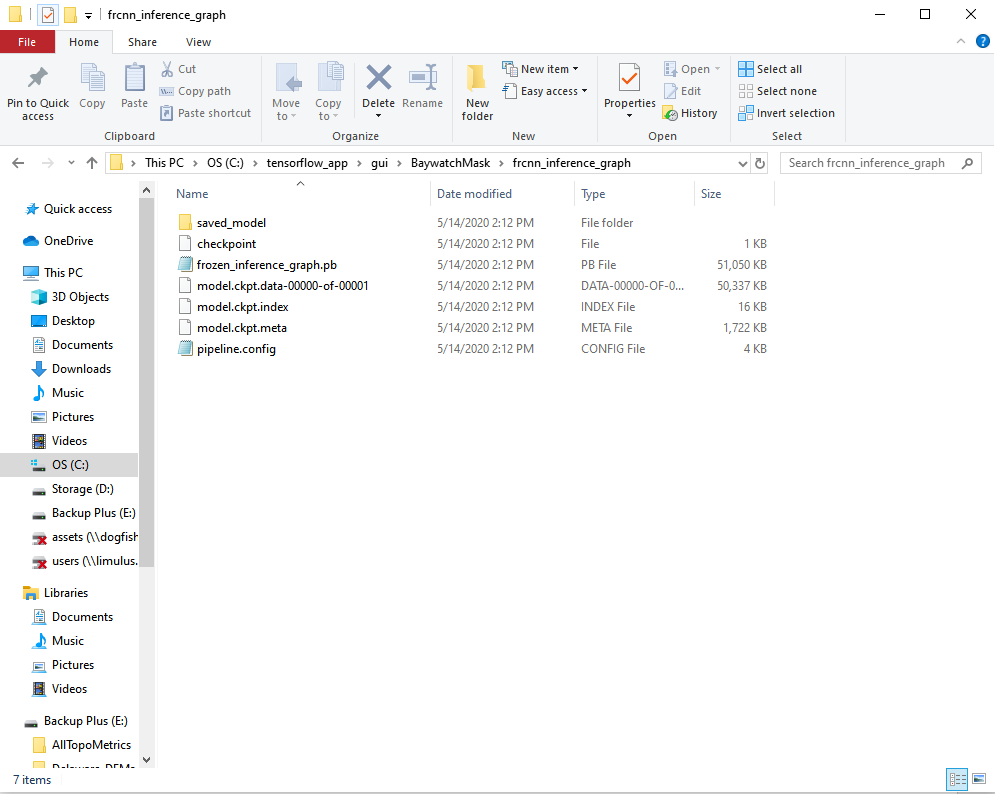 frcnn_inference_graph
File Home Share View
Pin to Quick access
Copy
Paste
Cut
Copy path
Paste shortcut
Clipboard
Move to
Copy to
Delete
Rename
Organize
New folder
New item
Easy access
New
Properties
Open
Edit
History
Open
Select all
Select none
Invert selection
Select
This PC > OS (C:) > tensorflow_app > gui > BaywatchMask > frcnn_inference_graph
Search frcnn_inference_graph
Name Date modified Type Size
saved_model 5/14/2020 2:12 PM File folder
checkpoint 5/14/2020 2:12 PM File 1 KB
frozen_inference_graph.pb 5/14/2020 2:12 PM PB File 51,050 KB
model.ckpt.data-00000-of-00001 5/14/2020 2:12 PM DATA-00000-OF-0... 50,337 KB
model.ckpt.index 5/14/2020 2:12 PM INDEX File 16 KB
model.ckpt.meta 5/14/2020 2:12 PM META File 1,722 KB
pipeline.config 5/14/2020 2:12 PM CONFIG File 4 KB
Quick access
OneDrive
This PC
3D Objects
Desktop
Documents
Downloads
Music
Pictures
Videos
OS (C:)
Storage (D:)
Backup Plus (E:)
assets (\\dogfish
users (\\limulus.
Libraries
Documents
Music
Pictures
Videos
Backup Plus (E:)
AllTopoMetrics
7 items